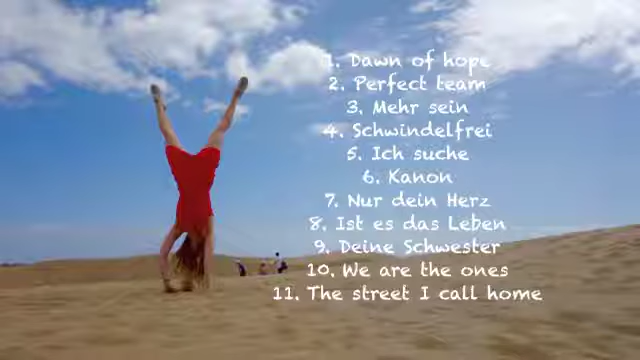 1. Dawn of hope
2. Perfect team
3. Mehr sein
4. Schwindelfrei
5. Ich suche
6. Kanon
7. Nur dein Herz
8. Ist es das Leben
9. Deine Schwester
10. We are the ones
11. The street I call home